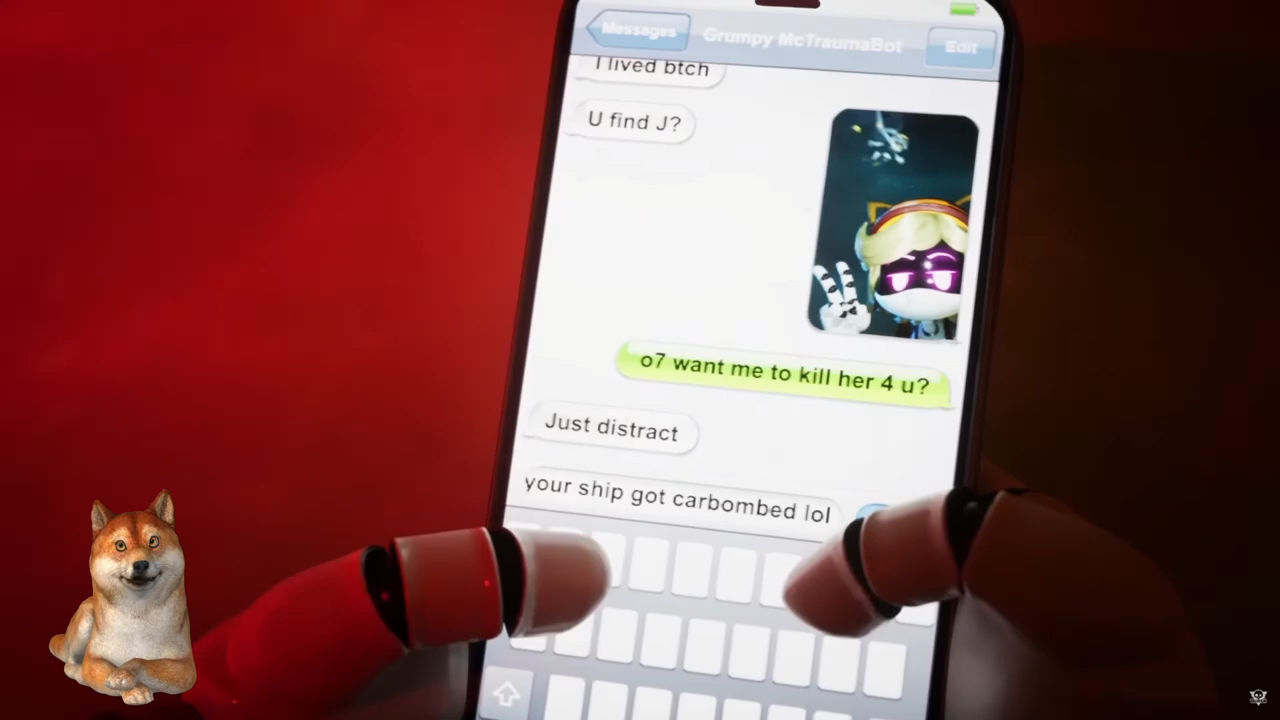 Messages
Grumpy McTraumaBot
Edit
I lived btch
U find J?
o7 want me to kill her 4 u?
Just distract
your ship got carbombed lol